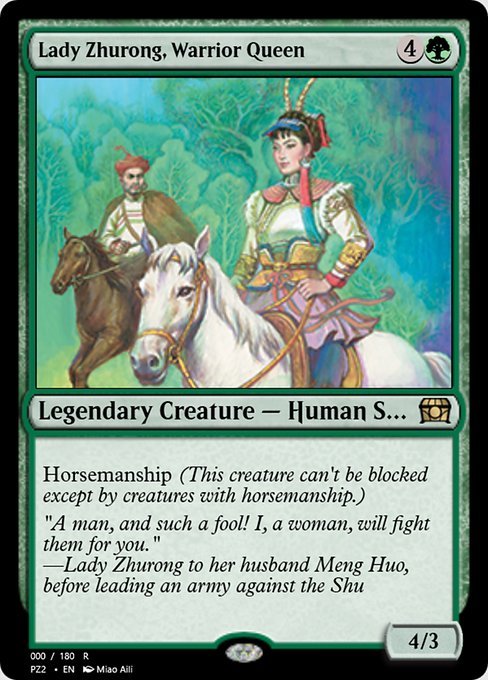 Lady Zhurong, Warrior Queen 4
Legendary Creature — Human S...
Horsemanship (This creature can't be blocked
except by creatures with horsemanship.)
"A man, and such a fool! I, a woman, will fight
them for you."
—Lady Zhurong to her husband Meng Huo,
before leading an army against the Shu
4/3
000 / 180 R
PZ2 • EN Miao Aili